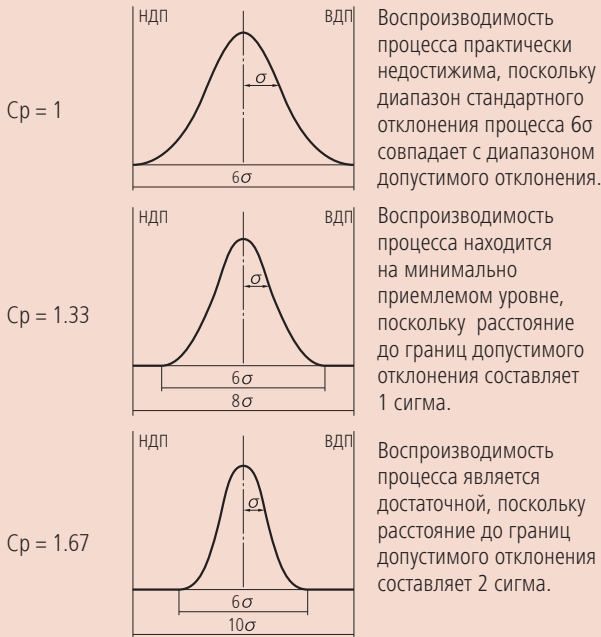 НДП
ВДП
Cp = 1
σ
6σ
Воспроизводимость
процесса практически
недостижима, поскольку
диапазон стандартного
отклонения процесса 6σ
совпадает с диапазоном
допустимого отклонения.
НДП
ВДП
Cp = 1.33
σ
6σ
8σ
Воспроизводимость
процесса находится
на минимально
приемлемом уровне,
поскольку расстояние
до границ допустимого
отклонения составляет
1 сигма.
НДП
ВДП
Cp = 1.67
σ
6σ
10σ
Воспроизводимость
процесса является
достаточной, поскольку
расстояние до границ
допустимого отклонения
составляет 2 сигма.